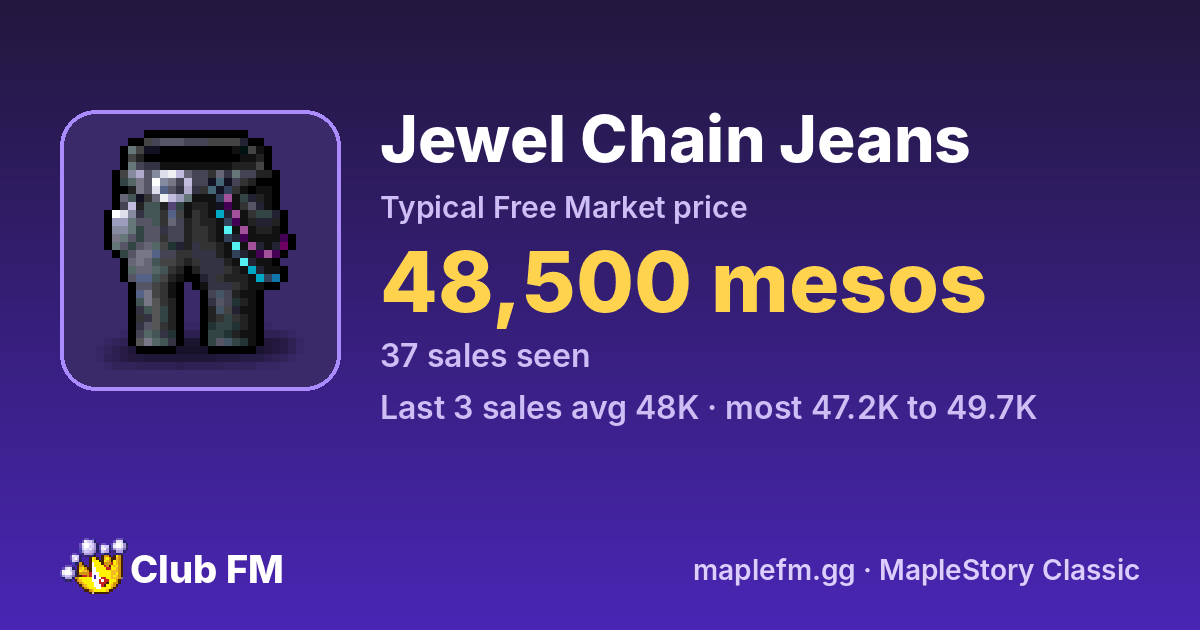 Jewel Chain Jeans
Typical Free Market price
48,500 mesos
37 sales seen
Last 3 sales avg 48K · most 47.2K to 49.7K
Club FM
maplefm.gg · MapleStory Classic